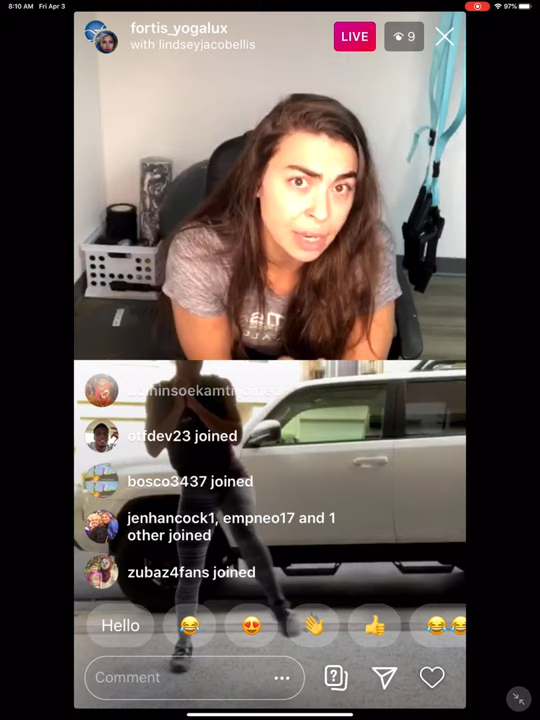 8:10 AM Fri Apr 3
97%
fortis_yogalux
with lindseyjacobellis
LIVE
9
otfdev23 joined
bosco3437 joined
jenhancock1, empneo17 and 1
other joined
zubaz4fans joined
Hello
Comment